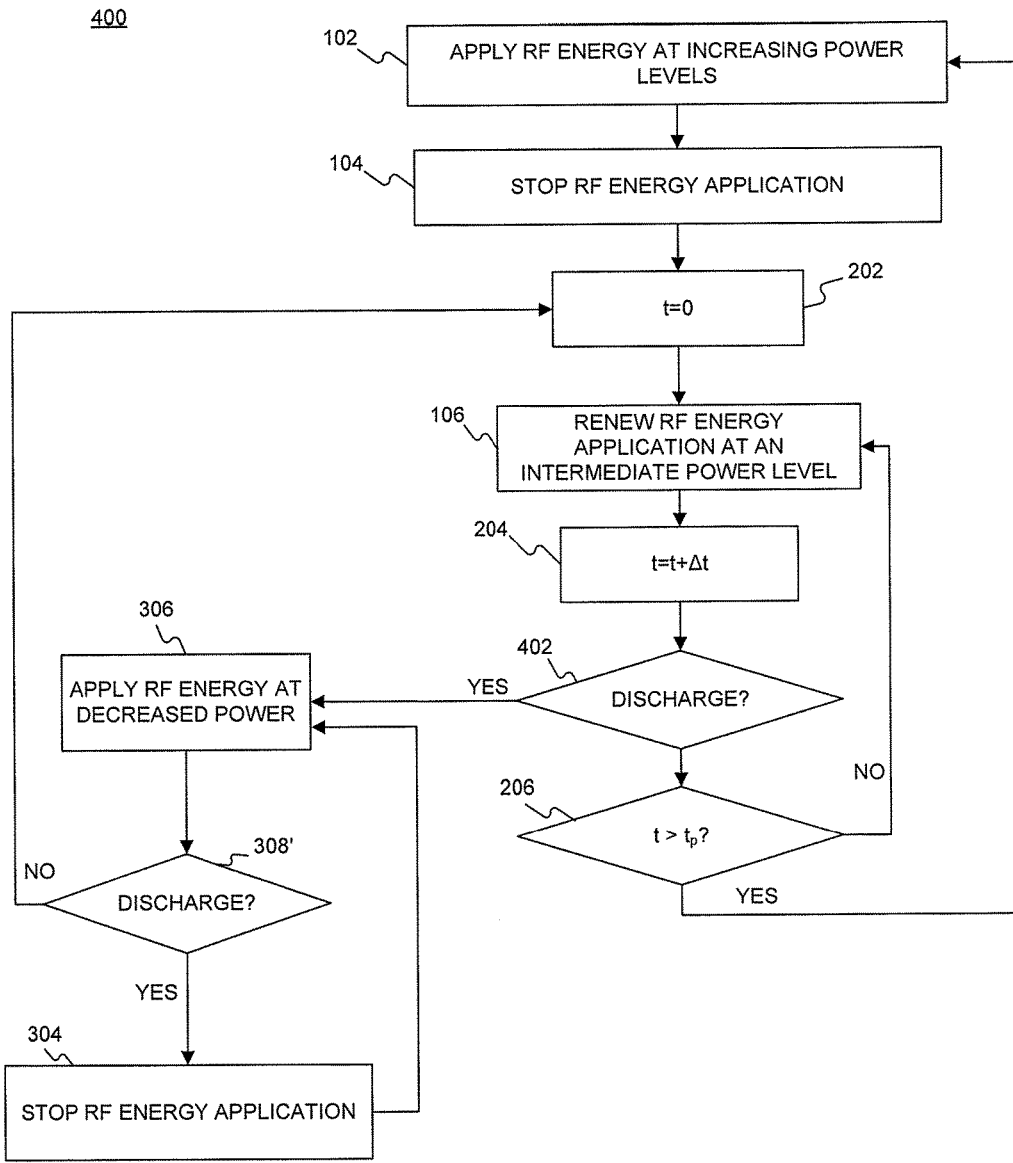 400
102
APPLY RF ENERGY AT INCREASING POWER
LEVELS
104
STOP RF ENERGY APPLICATION
202
t=0
106
RENEW RF ENERGY
APPLICATION AT AN
INTERMEDIATE POWER LEVEL
204
t=t+Δt
306
APPLY RF ENERGY AT
DECREASED POWER
402
YES
DISCHARGE?
206
NO
t > tₚ?
YES
308'
NO
DISCHARGE?
YES
304
STOP RF ENERGY APPLICATION